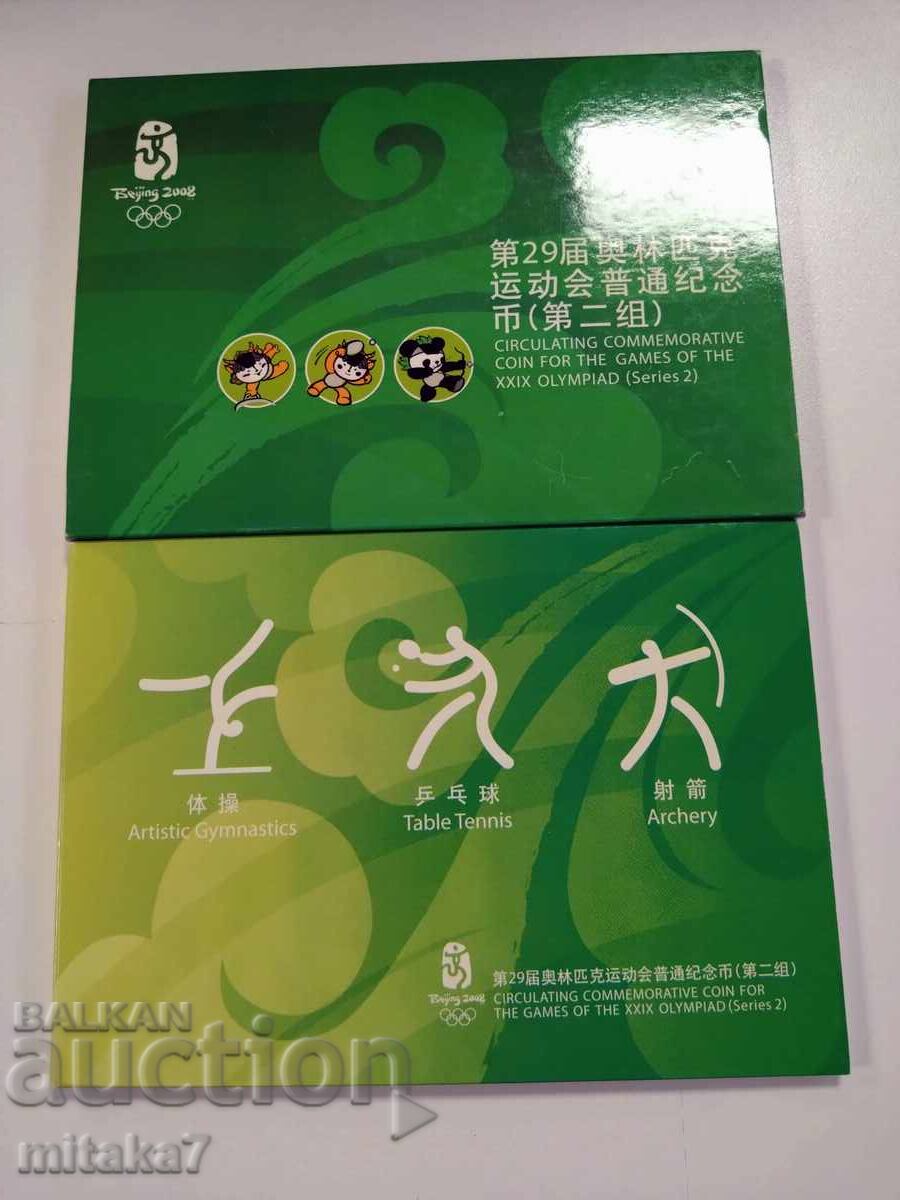 Beijing 2008
第29届奥林匹克
运动会普通纪念
币(第二组)
CIRCULATING COMMEMORATIVE
COIN FOR THE GAMES OF THE
XXIX OLYMPIAD (Series 2)
体操
Artistic Gymnastics
乒乓球
Table Tennis
射箭
Archery
Beijing 2008
第29届奥林匹克运动会普通纪念币(第二组)
CIRCULATING COMMEMORATIVE COIN FOR
THE GAMES OF THE XXIX OLYMPIAD (Series 2)
BALKAN
auction
mitaka7